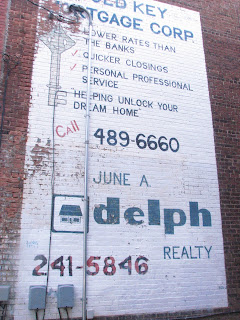 GOLD KEY
MORTGAGE CORP
✓ LOWER RATES THAN
THE BANKS
✓ QUICKER CLOSINGS
✓ PERSONAL PROFESSIONAL
SERVICE
HELPING UNLOCK YOUR
DREAM HOME
Call
489-6660
JUNE A
delph
REALTY
241-5846